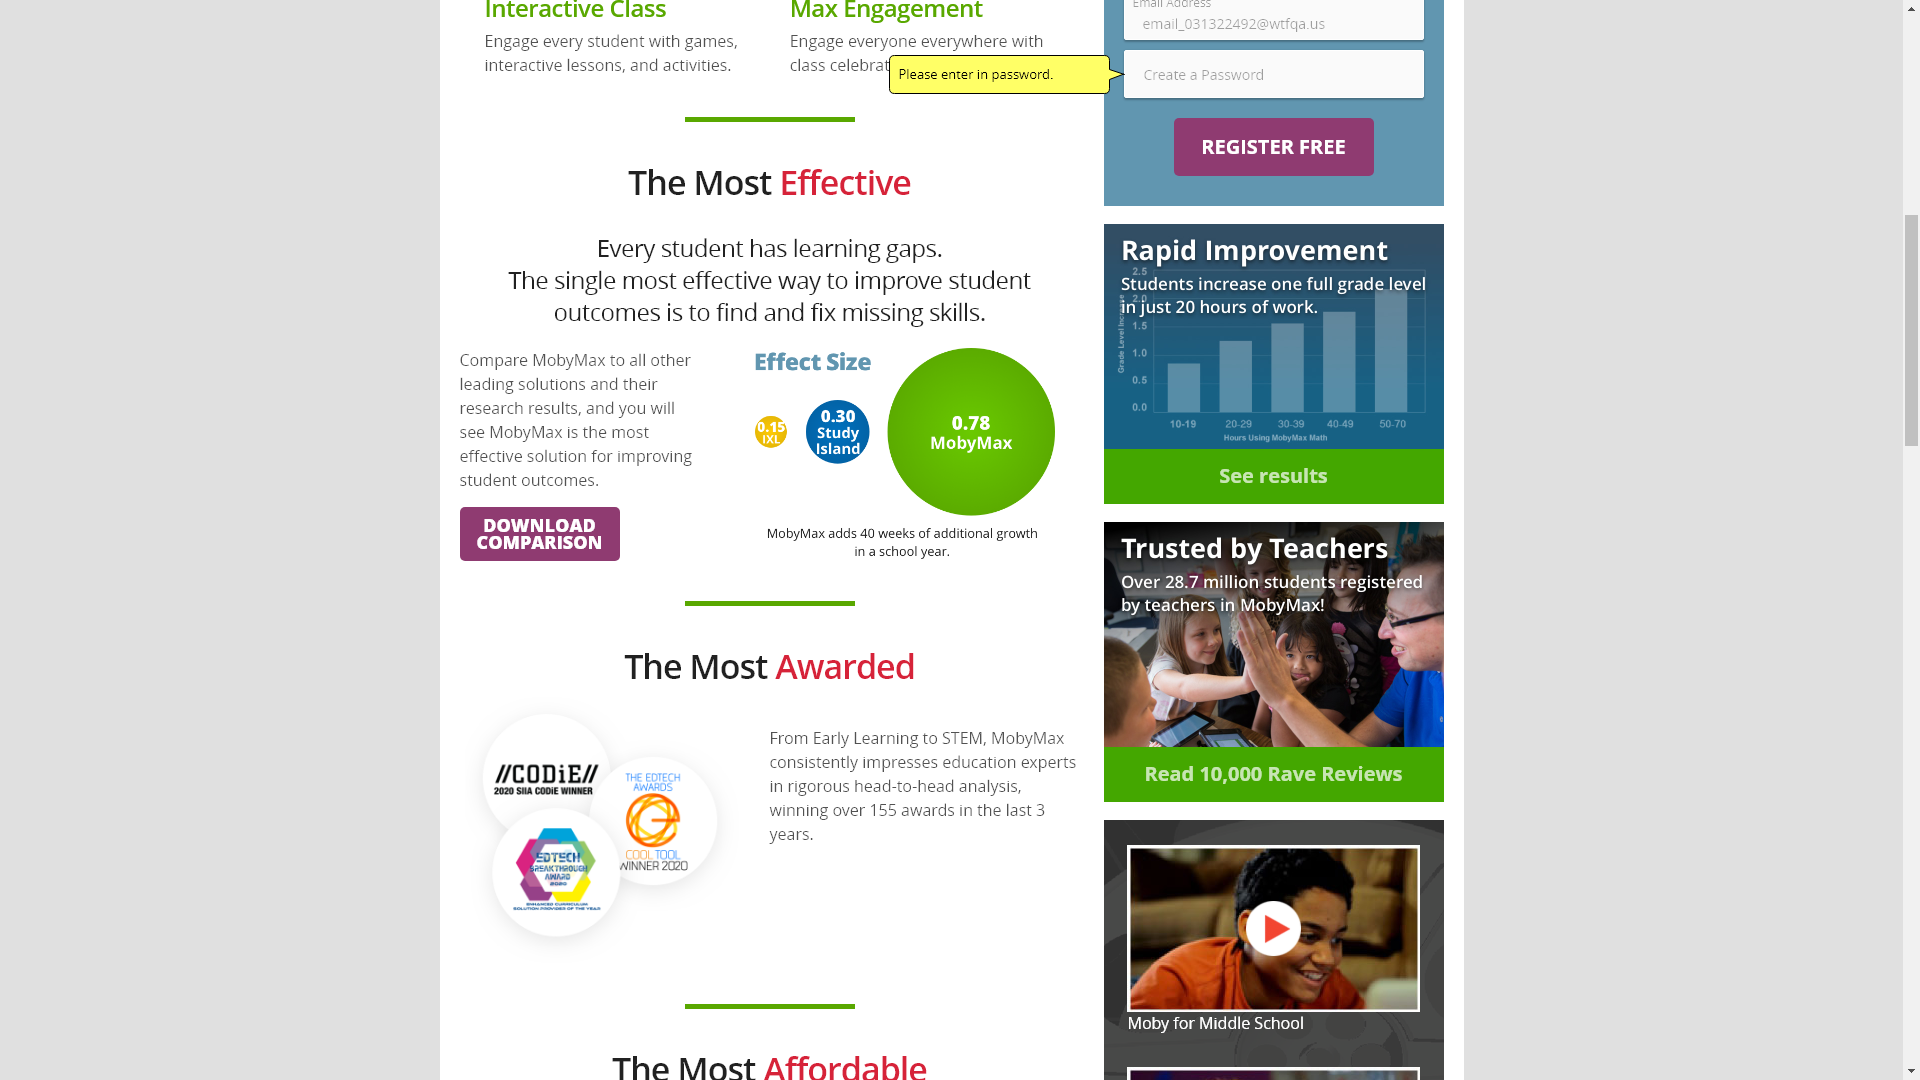 Interactive Class
Engage every student with games,
interactive lessons, and activities.
Max Engagement
Engage everyone everywhere with
class celebrat
Email Address
email_031322492@wtfqa.us
Please enter in password.
Create a Password
REGISTER FREE
The Most Effective
Every student has learning gaps.
The single most effective way to improve student
outcomes is to find and fix missing skills.
Compare MobyMax to all other
leading solutions and their
research results, and you will
see MobyMax is the most
effective solution for improving
student outcomes.
DOWNLOAD
COMPARISON
Effect Size
0.15
IXL
0.30
Study
Island
0.78
MobyMax
MobyMax adds 40 weeks of additional growth
in a school year.
Rapid Improvement
Students increase one full grade level
in just 20 hours of work.
Grade Level Increase
2.5
2.0
1.5
1.0
0.5
0.0
10-19 20-29 30-39 40-49 50-70
Hours Using MobyMax Math
See results
Trusted by Teachers
Over 28.7 million students registered
by teachers in MobyMax!
Read 10,000 Rave Reviews
The Most Awarded
//CODiE//
2020 SIIA CODiE WINNER
THE EDTECH
AWARDS
COOL TOOL
WINNER 2020
EDTECH
BREAKTHROUGH
AWARD
2020
ENHANCED CURRICULUM
SOLUTION PROVIDER OF THE YEAR
From Early Learning to STEM, MobyMax
consistently impresses education experts
in rigorous head-to-head analysis,
winning over 155 awards in the last 3
years.
Moby for Middle School
The Most Affordable